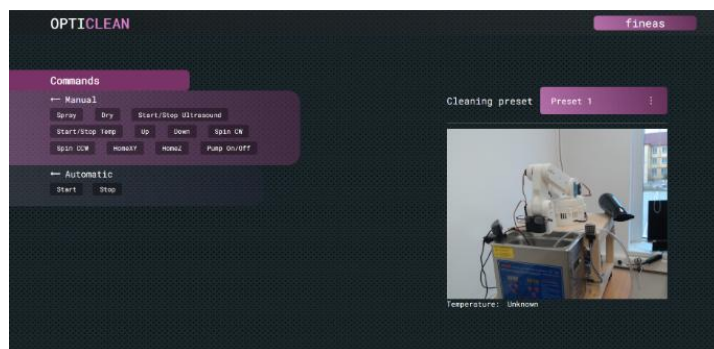 OPTICLEAN
fineas
Commands
← Manual
Spray Dry Start/Stop Ultrasound
Start/Stop Temp Up Down Spin CW
Spin CCW HomeXY HomeZ Pump On/Off
← Automatic
Start Stop
Cleaning preset Preset 1
Temperature: Unknown